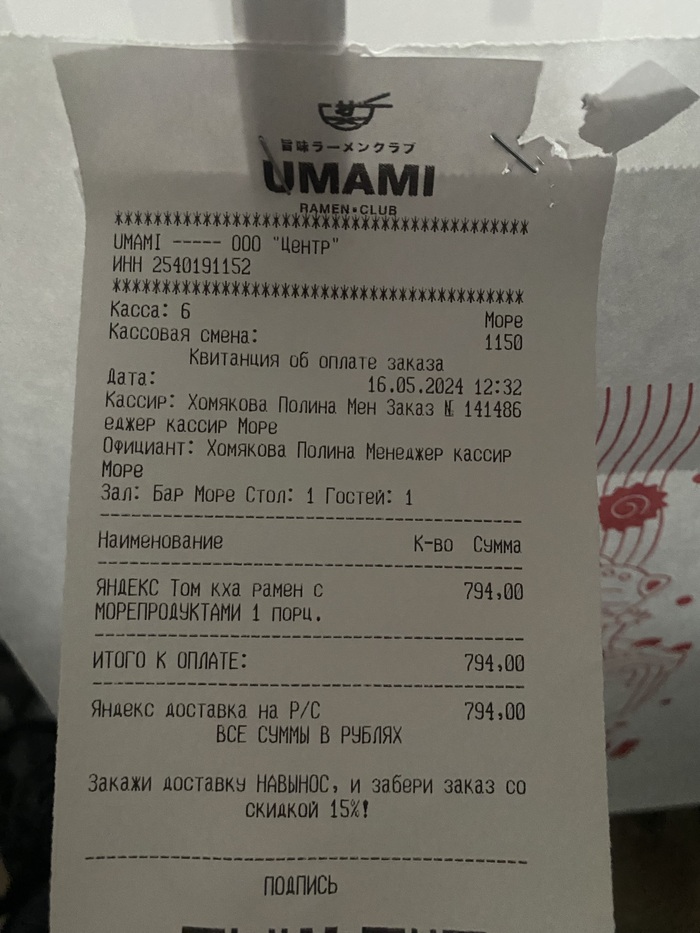 旨味ラーメンクラブ
UMAMI
RAMEN•CLUB
***********************************
UMAMI ----- ООО "Центр"
ИНН 2540191152
***********************************
Касса: 6 Море
Кассовая смена: 1150
Квитанция об оплате заказа
Дата: 16.05.2024 12:32
Кассир: Хомякова Полина Мен Заказ № 141486
еджер кассир Море
Официант: Хомякова Полина Менеджер кассир
Море
Зал: Бар Море Стол: 1 Гостей: 1
Наименование К-во Сумма
ЯНДЕКС Том кха рамен с 794,00
МОРЕПРОДУКТАМИ 1 порц.
ИТОГО К ОПЛАТЕ: 794,00
Яндекс доставка на Р/С 794,00
ВСЕ СУММЫ В РУБЛЯХ
Закажи доставку НАВЫНОС, и забери заказ со
скидкой 15%!
ПОДПИСЬ